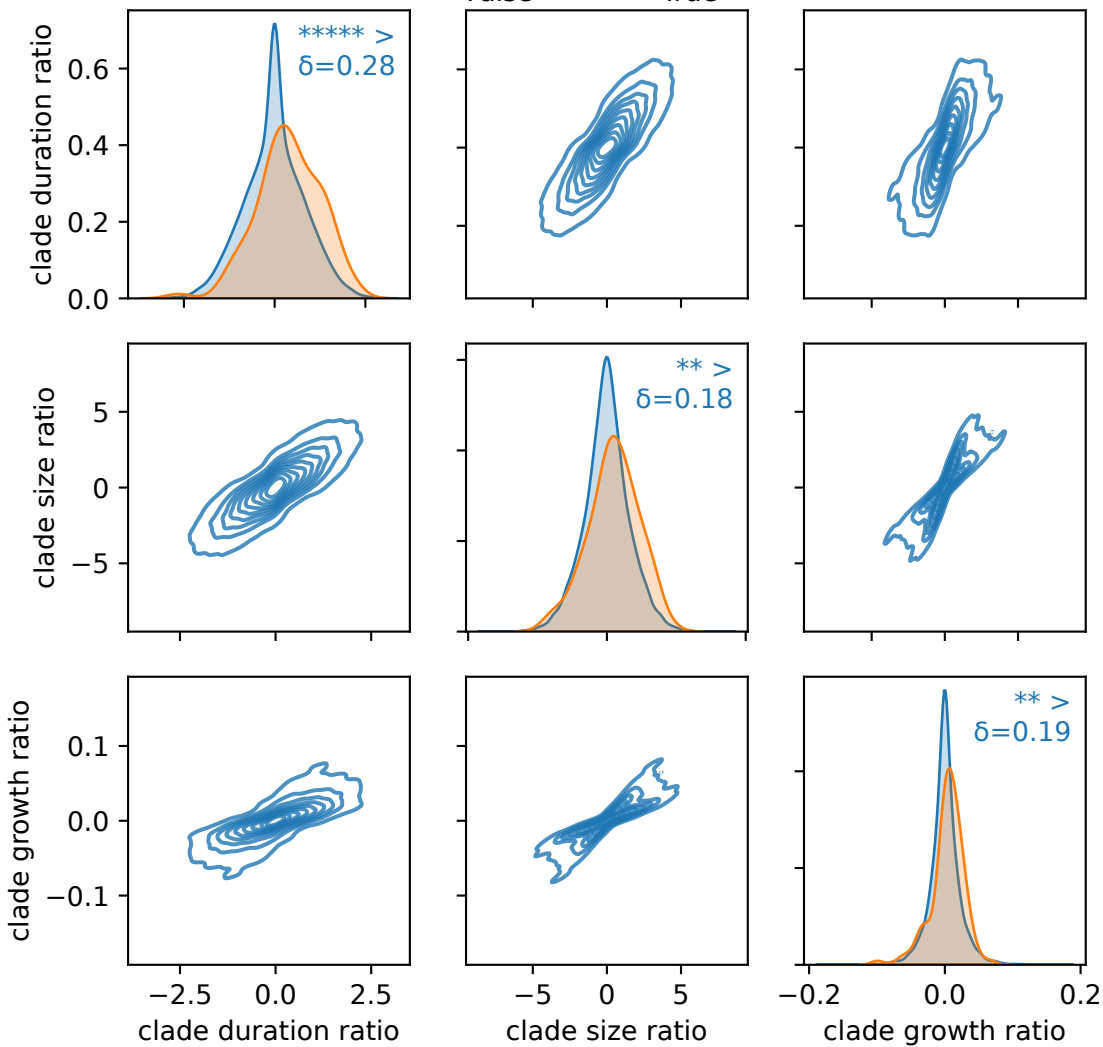 False True
clade duration ratio
0.6
0.4
0.2
0.0
***** >
δ=0.28
clade size ratio
5
0
−5
** >
δ=0.18
clade growth ratio
0.1
0.0
−0.1
** >
δ=0.19
−2.5 0.0 2.5
−5 0 5
−0.2 0.0 0.2
clade duration ratio
clade size ratio
clade growth ratio